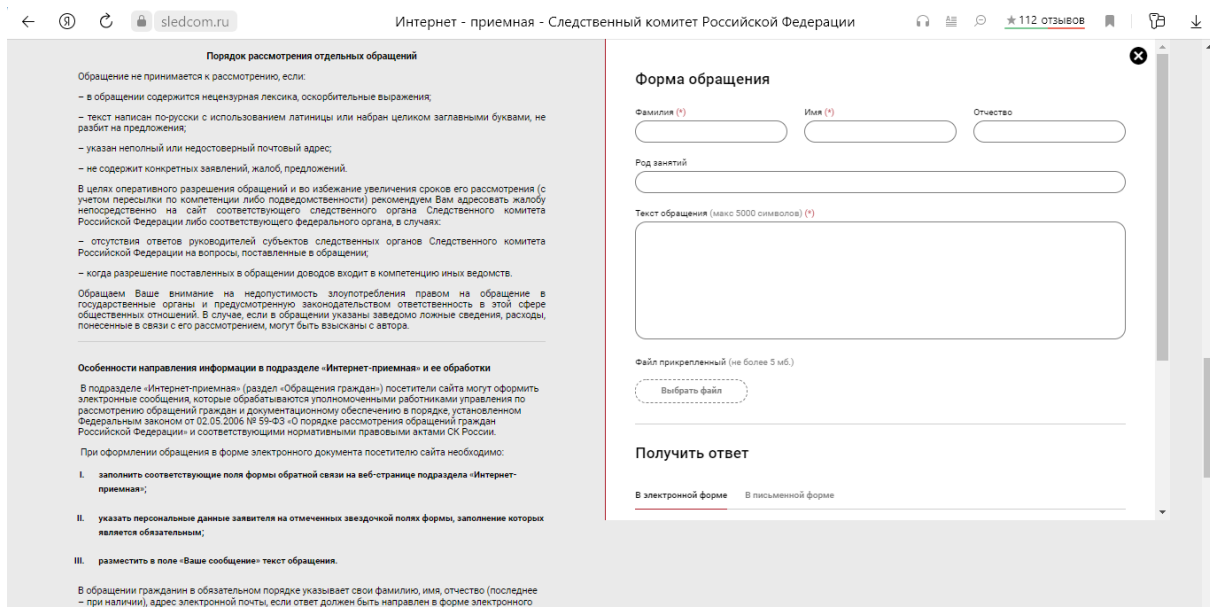 sledcom.ru
Интернет - приемная - Следственный комитет Российской Федерации
★112 отзывов
Порядок рассмотрения отдельных обращений
Обращение не принимается к рассмотрению, если:
– в обращении содержится нецензурная лексика, оскорбительные выражения;
– текст написан по-русски с использованием латиницы или набран целиком заглавными буквами, не
разбит на предложения;
– указан неполный или недостоверный почтовый адрес;
– не содержит конкретных заявлений, жалоб, предложений.
В целях оперативного разрешения обращений и во избежание увеличения сроков его рассмотрения (с
учетом пересылки по компетенции либо подведомственности) рекомендуем Вам адресовать жалобу
непосредственно на сайт соответствующего следственного органа Следственного комитета
Российской Федерации либо соответствующего федерального органа, в случаях:
– отсутствия ответов руководителей субъектов следственных органов Следственного комитета
Российской Федерации на вопросы, поставленные в обращении;
– когда разрешение поставленных в обращении доводов входит в компетенцию иных ведомств.
Обращаем Ваше внимание на недопустимость злоупотребления правом на обращение в
государственные органы и предусмотренную законодательством ответственность в этой сфере
общественных отношений. В случае, если в обращении указаны заведомо ложные сведения, расходы,
понесенные в связи с его рассмотрением, могут быть взысканы с автора.
Особенности направления информации в подразделе «Интернет-приемная» и ее обработки
В подразделе «Интернет-приемная» (раздел «Обращения граждан») посетители сайта могут оформить
электронные сообщения, которые обрабатываются уполномоченными работниками управления по
рассмотрению обращений граждан и документационному обеспечению в порядке, установленном
Федеральным законом от 02.05.2006 № 59-ФЗ «О порядке рассмотрения обращений граждан
Российской Федерации» и соответствующими нормативными правовыми актами СК России.
При оформлении обращения в форме электронного документа посетителю сайта необходимо:
I. заполнить соответствующие поля формы обратной связи на веб-странице подраздела «Интернет-
приемная»;
II. указать персональные данные заявителя на отмеченных звездочкой полях формы, заполнение которых
является обязательным;
III. разместить в поле «Ваше сообщение» текст обращения.
В обращении гражданин в обязательном порядке указывает свои фамилию, имя, отчество (последнее
– при наличии), адрес электронной почты, если ответ должен быть направлен в форме электронного
Форма обращения
Фамилия (*) Имя (*) Отчество
Род занятий
Текст обращения (макс 5000 символов) (*)
Файл прикрепленный (не более 5 мб.)
Выбрать файл
Получить ответ
В электронной форме В письменной форме